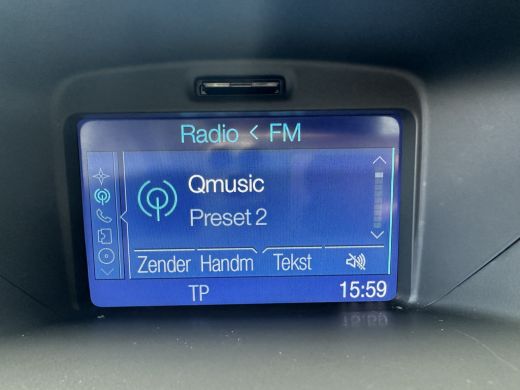 Radio < FM
Qmusic
Preset 2
Zender Handm Tekst
TP 15:59